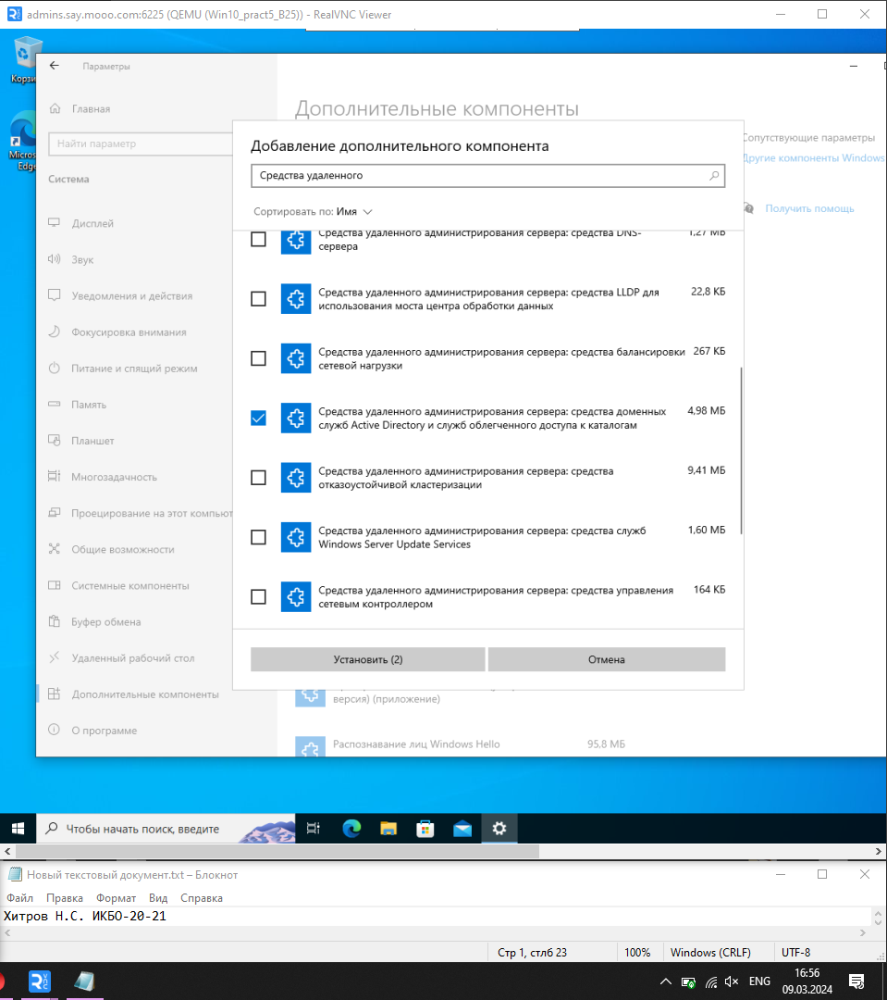 admins.say.mooo.com:6225 (QEMU (Win10_pract5_B25)) - RealVNC Viewer
Параметры
Главная
Найти параметр
Система
Дисплей
Звук
Уведомления и действия
Фокусировка внимания
Питание и спящий режим
Память
Планшет
Многозадачность
Проецирование на этот компьют
Общие возможности
Системные компоненты
Буфер обмена
Удаленный рабочий стол
Дополнительные компоненты
О программе
Корзи
Micros
Edge
Дополнительные компоненты
Сопутствующие параметры
Другие компоненты Windows
Получить помощь
Добавление дополнительного компонента
Средства удаленного
Сортировать по: Имя
Средства удаленного администрирования сервера: средства DNS-
сервера
1,27 МБ
Средства удаленного администрирования сервера: средства LLDP для
использования моста центра обработки данных
22,8 КБ
Средства удаленного администрирования сервера: средства балансировки
сетевой нагрузки
267 КБ
Средства удаленного администрирования сервера: средства доменных
служб Active Directory и служб облегченного доступа к каталогам
4,98 МБ
Средства удаленного администрирования сервера: средства
отказоустойчивой кластеризации
9,41 МБ
Средства удаленного администрирования сервера: средства служб
Windows Server Update Services
1,60 МБ
Средства удаленного администрирования сервера: средства управления
сетевым контроллером
164 КБ
Установить (2)
Отмена
версия) (приложение)
Распознавание лиц Windows Hello
95,8 МБ
Чтобы начать поиск, введите
Новый текстовый документ.txt – Блокнот
Файл Правка Формат Вид Справка
Хитров Н.С. ИКБО-20-21
Стр 1, стлб 23
100%
Windows (CRLF)
UTF-8
ENG
16:56
09.03.2024